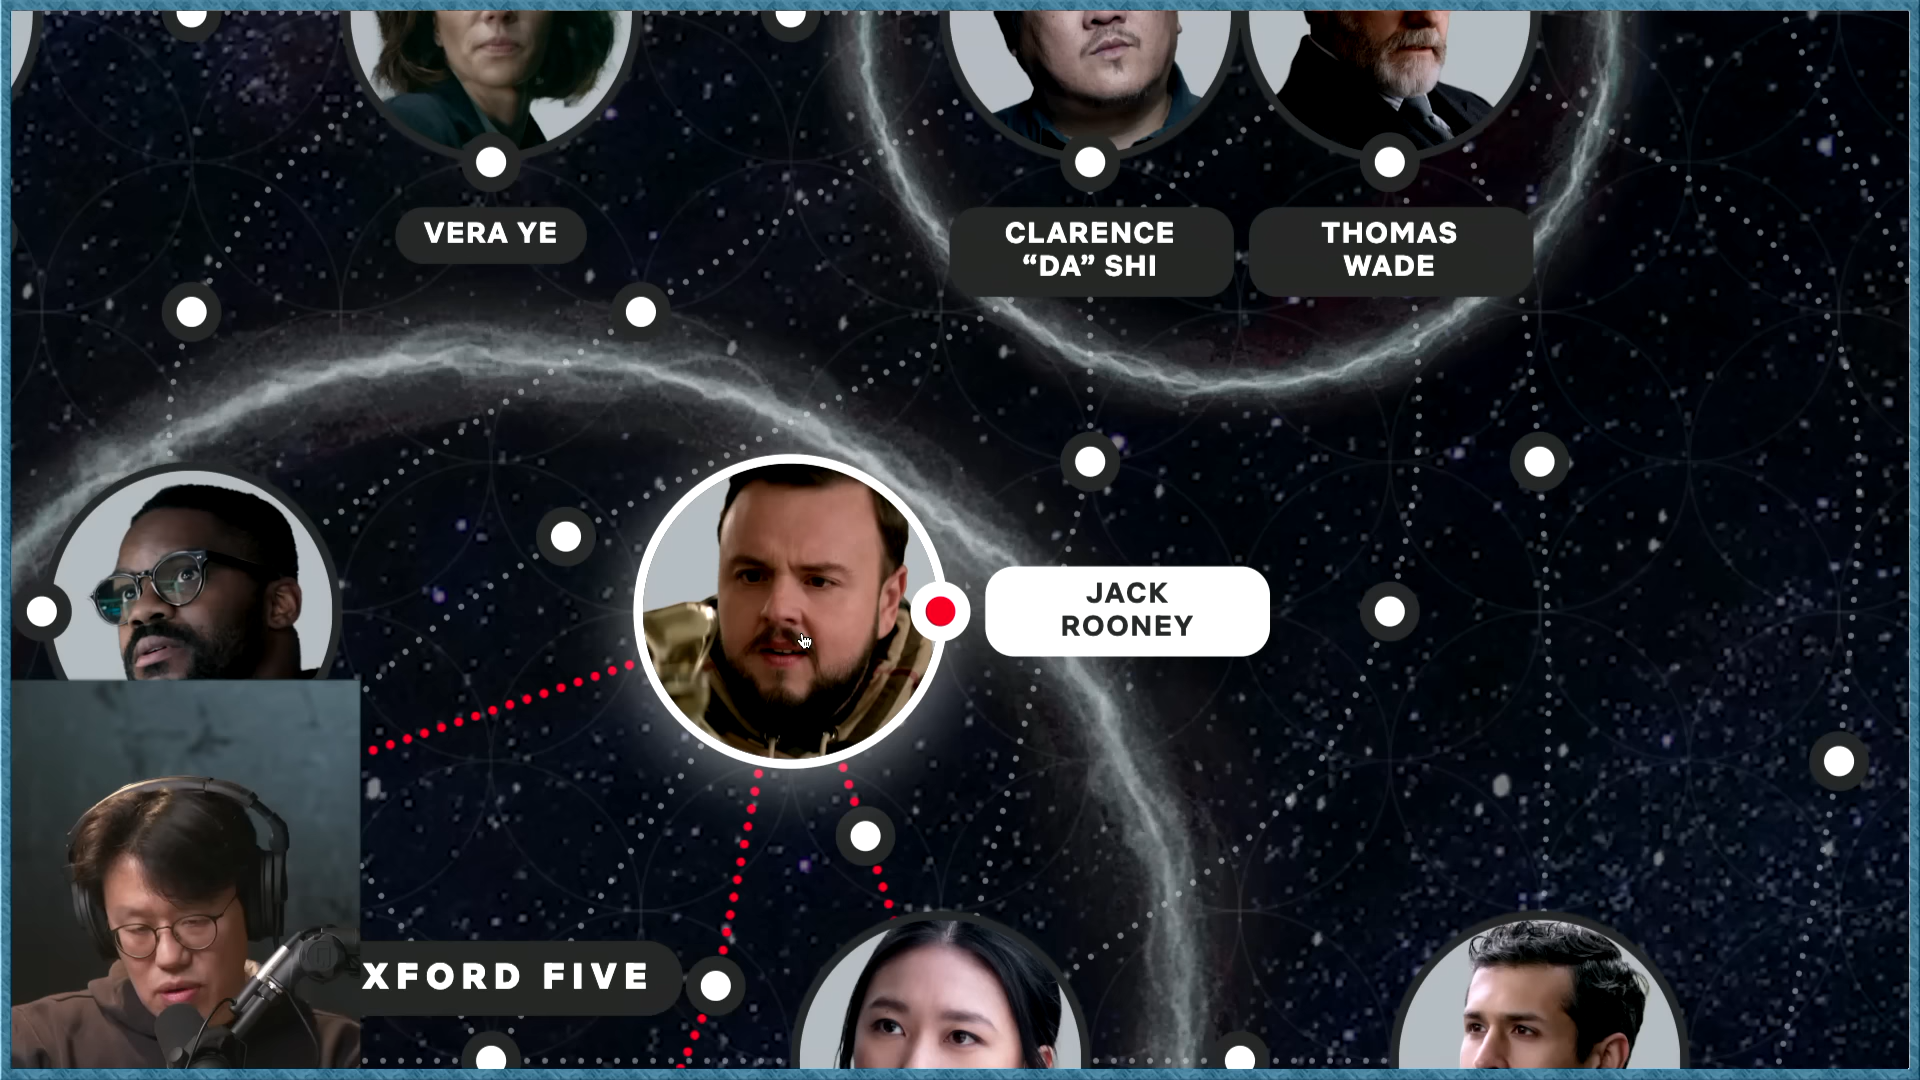 VERA YE
CLARENCE
“DA” SHI
THOMAS
WADE
JACK
ROONEY
XFORD FIVE